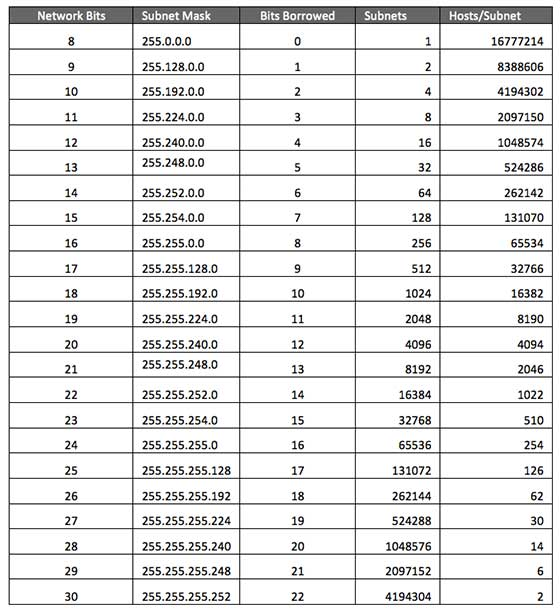 Network Bits Subnet Mask Bits Borrowed Subnets Hosts/Subnet
8 255.0.0.0 0 1 16777214
9 255.128.0.0 1 2 8388606
10 255.192.0.0 2 4 4194302
11 255.224.0.0 3 8 2097150
12 255.240.0.0 4 16 1048574
13 255.248.0.0 5 32 524286
14 255.252.0.0 6 64 262142
15 255.254.0.0 7 128 131070
16 255.255.0.0 8 256 65534
17 255.255.128.0 9 512 32766
18 255.255.192.0 10 1024 16382
19 255.255.224.0 11 2048 8190
20 255.255.240.0 12 4096 4094
21 255.255.248.0 13 8192 2046
22 255.255.252.0 14 16384 1022
23 255.255.254.0 15 32768 510
24 255.255.255.0 16 65536 254
25 255.255.255.128 17 131072 126
26 255.255.255.192 18 262144 62
27 255.255.255.224 19 524288 30
28 255.255.255.240 20 1048576 14
29 255.255.255.248 21 2097152 6
30 255.255.255.252 22 4194304 2